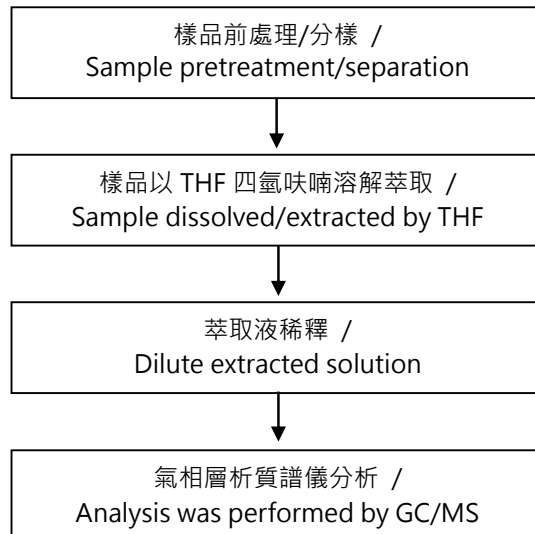 樣品前處理/分樣 /
Sample pretreatment/separation
樣品以 THF 四氫呋喃溶解萃取 /
Sample dissolved/extracted by THF
萃取液稀釋 /
Dilute extracted solution
氣相層析質譜儀分析 /
Analysis was performed by GC/MS